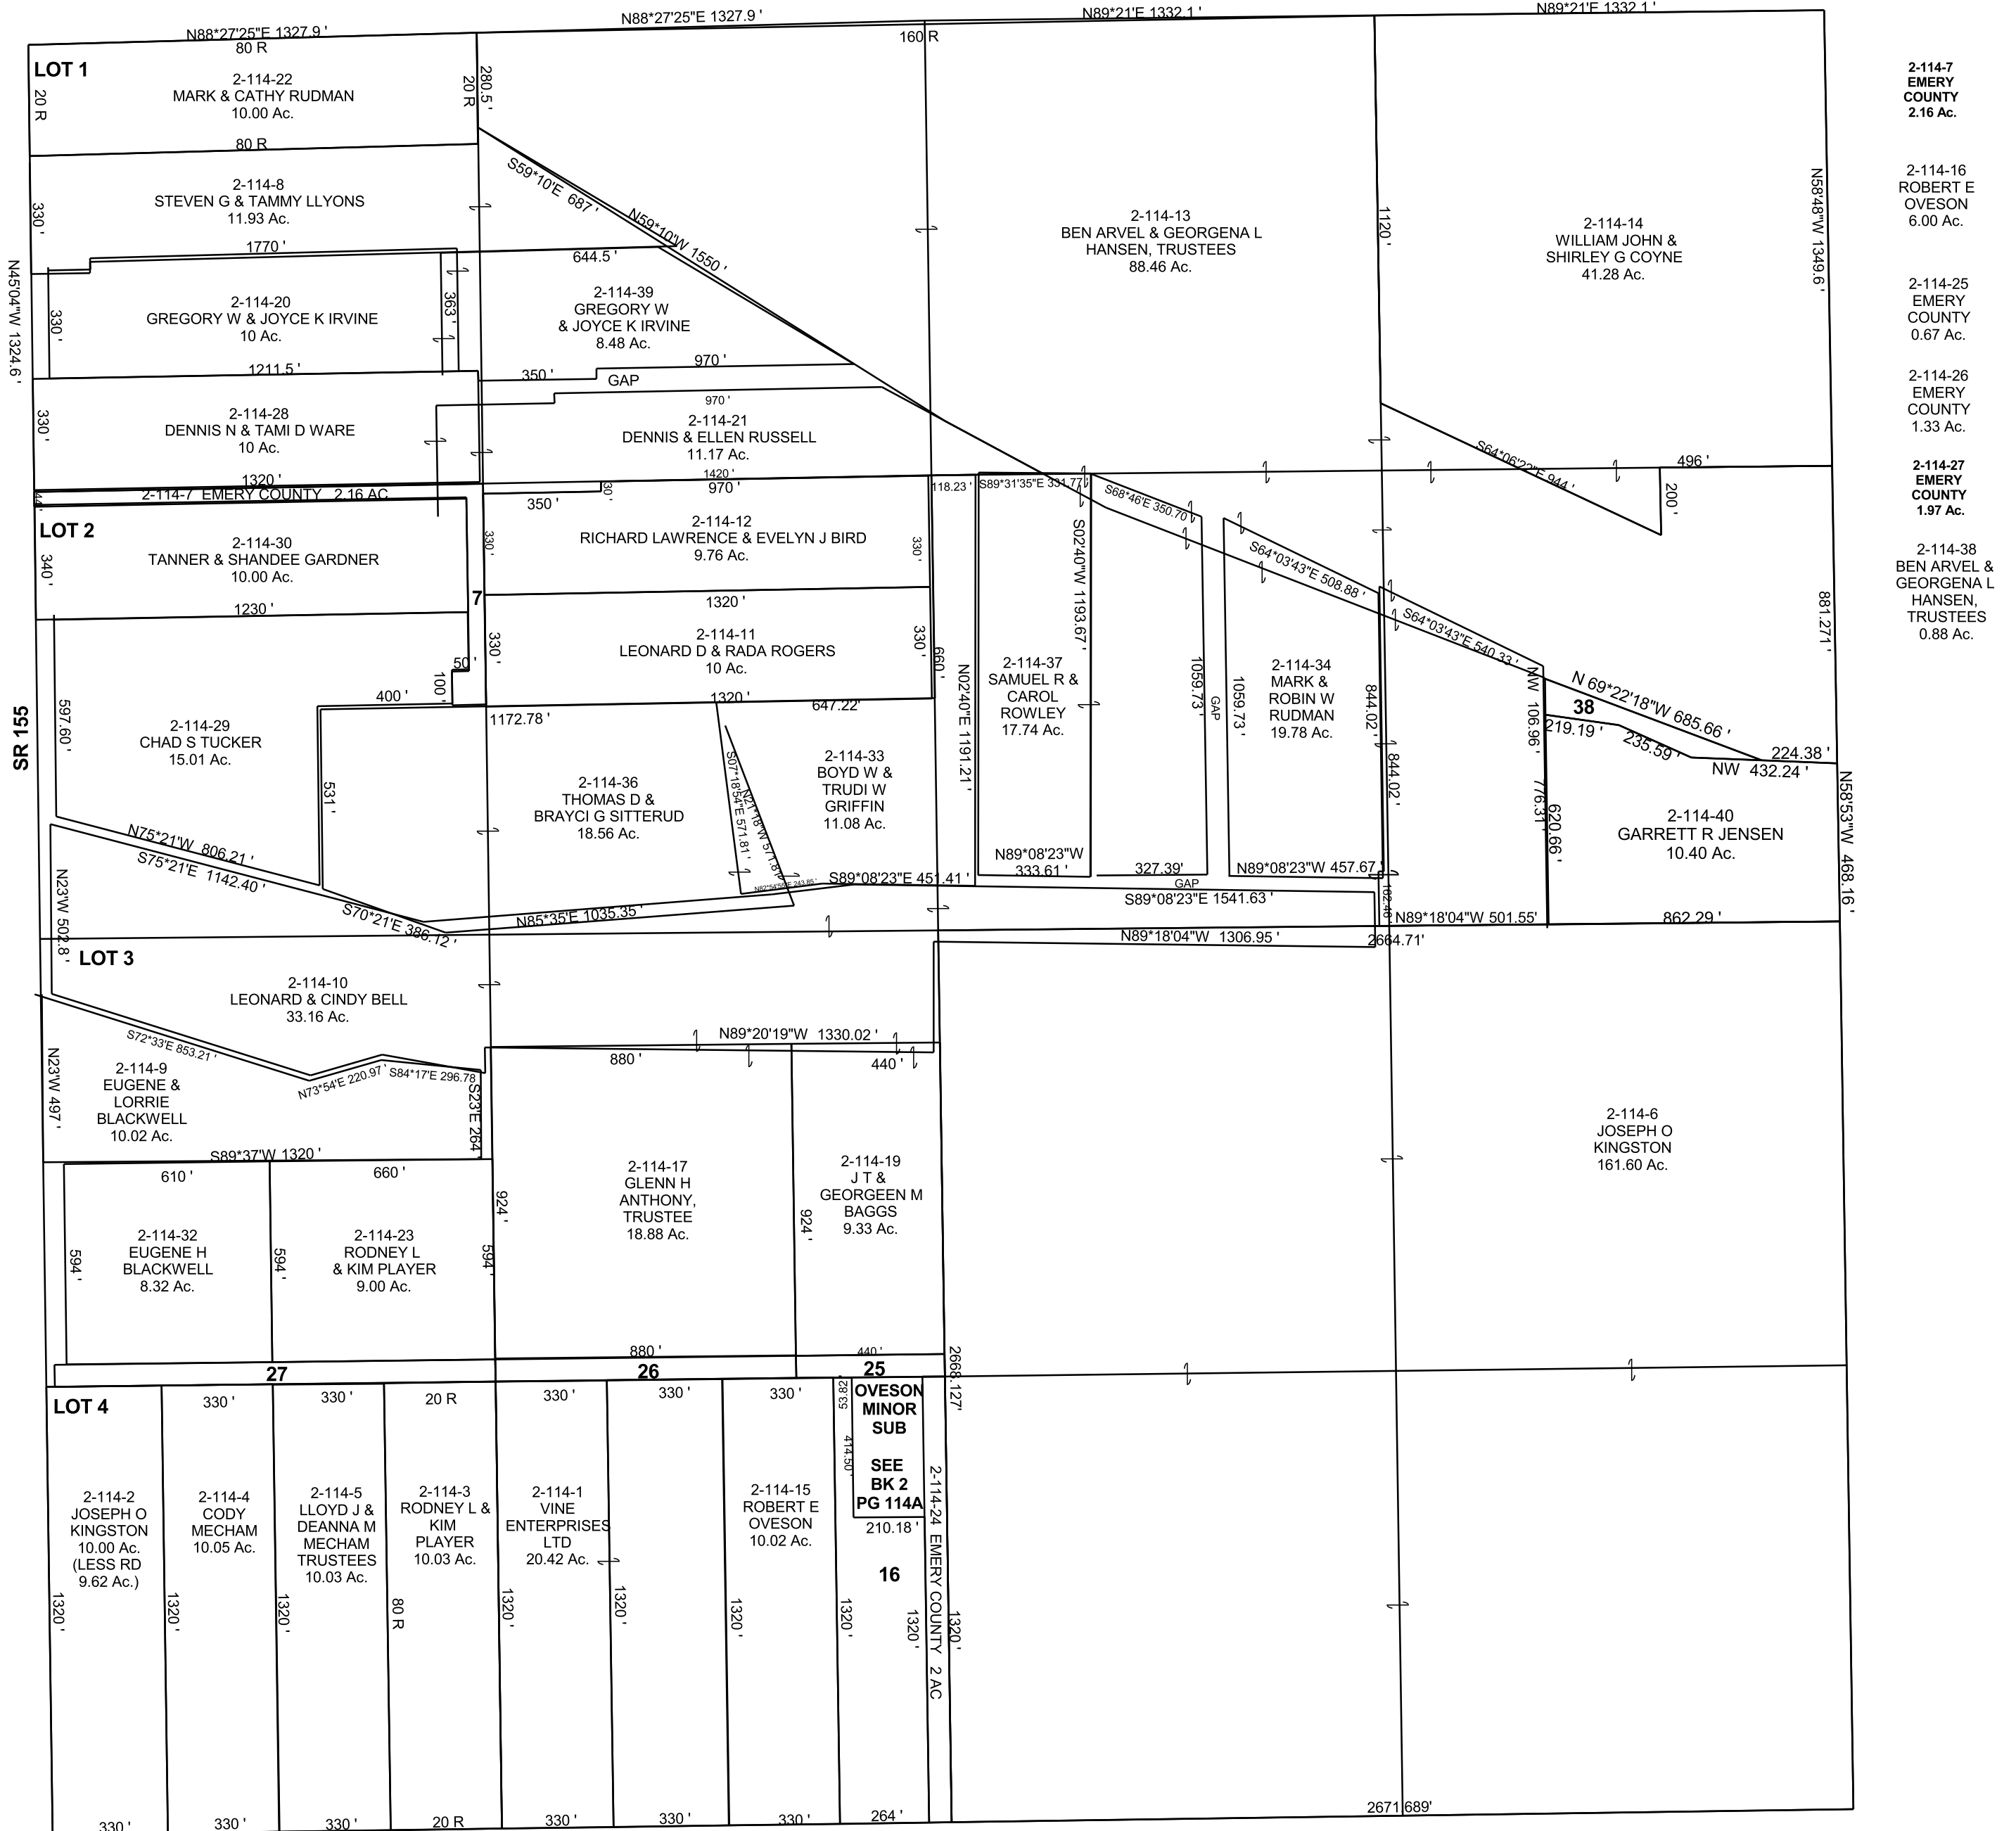 N88*27'25"E 1327.9 '
N88*27'25"E 1327.9 '
N89*21'E 1332.1 '
N89*21'E 1332.1 '
80 R
160 R
LOT 1
20 R
2-114-22
MARK & CATHY RUDMAN
10.00 Ac.
20 R
280.5 '
80 R
2-114-8
STEVEN G & TAMMY LLYONS
11.93 Ac.
330 '
N45'04"W 1324.6 '
S59*10'E 687 '
N59*10"W 1550 '
1770 '
644.5 '
2-114-20
GREGORY W & JOYCE K IRVINE
10 Ac.
330 '
363 '
2-114-39
GREGORY W
& JOYCE K IRVINE
8.48 Ac.
2-114-13
BEN ARVEL & GEORGENA L
HANSEN, TRUSTEES
88.46 Ac.
1120 '
2-114-14
WILLIAM JOHN &
SHIRLEY G COYNE
41.28 Ac.
N58'48"W 1349.6 '
2-114-7
EMERY
COUNTY
2.16 Ac.
2-114-16
ROBERT E
OVESON
6.00 Ac.
2-114-25
EMERY
COUNTY
0.67 Ac.
2-114-26
EMERY
COUNTY
1.33 Ac.
2-114-27
EMERY
COUNTY
1.97 Ac.
2-114-38
BEN ARVEL &
GEORGENA L
HANSEN,
TRUSTEES
0.88 Ac.
1211.5 '
350 '
GAP
970 '
970 '
330 '
2-114-28
DENNIS N & TAMI D WARE
10 Ac.
2-114-21
DENNIS & ELLEN RUSSELL
11.17 Ac.
1320 '
1420 '
2-114-7 EMERY COUNTY 2.16 AC
350 '
30 '
970 '
118.23 '
S89*31'35"E 331.77
S68*46'E 350.70
S64*06'22"E 944 '
496 '
200 '
LOT 2
340 '
2-114-30
TANNER & SHANDEE GARDNER
10.00 Ac.
330 '
2-114-12
RICHARD LAWRENCE & EVELYN J BIRD
9.76 Ac.
330 '
S02*40"W 1193.67 '
S64*03'43"E 508.88 '
1230 '
7
1320 '
S64*03'43"E 540.33 '
881.271 '
330 '
2-114-11
LEONARD D & RADA ROGERS
10 Ac.
330 '
660 '
50 '
100 '
400 '
1320 '
SR 155
597.60 '
2-114-29
CHAD S TUCKER
15.01 Ac.
531 '
1172.78 '
647.22'
N02*40"E 1191.21 '
2-114-37
SAMUEL R &
CAROL
ROWLEY
17.74 Ac.
1059.73 '
GAP
1059.73 '
2-114-34
MARK &
ROBIN W
RUDMAN
19.78 Ac.
844.02 '
844.02 '
NW 106.96 '
776.31'
620.66 '
N 69*22'18"W 685.66 '
38
219.19 '
235.59 '
224.38 '
NW 432.24 '
2-114-36
THOMAS D &
BRAYCI G SITTERUD
18.56 Ac.
S07*18'54"E 571.81 '
2-114-33
BOYD W &
TRUDI W
GRIFFIN
11.08 Ac.
2-114-40
GARRETT R JENSEN
10.40 Ac.
N58'53"W 468.16 '
N75*21'W 806.21 '
S75*21'E 1142.40 '
N89*08'23"W
333.61 '
327.39'
GAP
N89*08'23"W 457.67 '
S89*08'23"E 451.41 '
S89*08'23"E 1541.63 '
N23'W 502.8 '
S70*21'E 386.12 '
N85*35'E 1035.35 '
N89*18'04"W 501.55'
862.29 '
N89*18'04"W 1306.95 '
2664.71'
LOT 3
2-114-10
LEONARD & CINDY BELL
33.16 Ac.
N89*20'19"W 1330.02 '
S72*33'E 853.21 '
N73*54'E 220.97 '
S84*17'E 296.78
880 '
440 '
N23'W 497 '
2-114-9
EUGENE &
LORRIE
BLACKWELL
10.02 Ac.
S23'E 264 '
2-114-6
JOSEPH O
KINGSTON
161.60 Ac.
S89*37'W 1320 '
610 '
660 '
594 '
2-114-32
EUGENE H
BLACKWELL
8.32 Ac.
594 '
2-114-23
RODNEY L
& KIM PLAYER
9.00 Ac.
594 '
924 '
2-114-17
GLENN H
ANTHONY,
TRUSTEE
18.88 Ac.
924 '
2-114-19
J T &
GEORGEEN M
BAGGS
9.33 Ac.
880 '
440 '
27
26
25
2668.127'
LOT 4
330 '
330 '
20 R
330 '
330 '
330 '
53.82'
414.50'
OVESON
MINOR
SUB
SEE
BK 2
PG 114A
210.18 '
16
2-114-2
JOSEPH O
KINGSTON
10.00 Ac.
(LESS RD
9.62 Ac.)
2-114-4
CODY
MECHAM
10.05 Ac.
2-114-5
LLOYD J &
DEANNA M
MECHAM
TRUSTEES
10.03 Ac.
2-114-3
RODNEY L &
KIM
PLAYER
10.03 Ac.
2-114-1
VINE
ENTERPRISES
LTD
20.42 Ac.
2-114-15
ROBERT E
OVESON
10.02 Ac.
2-114-24 EMERY COUNTY 2 AC
1320 '
1320 '
1320 '
80 R
1320 '
1320 '
1320 '
1320 '
1320 '
1320 '
330 '
330 '
330 '
20 R
330 '
330 '
330 '
264 '
2671.689'